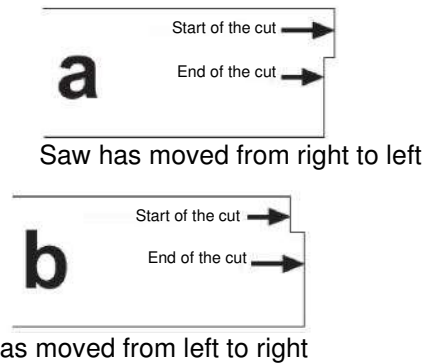 Start of the cut
a
End of the cut
Saw has moved from right to left
Start of the cut
b
End of the cut
as moved from left to right